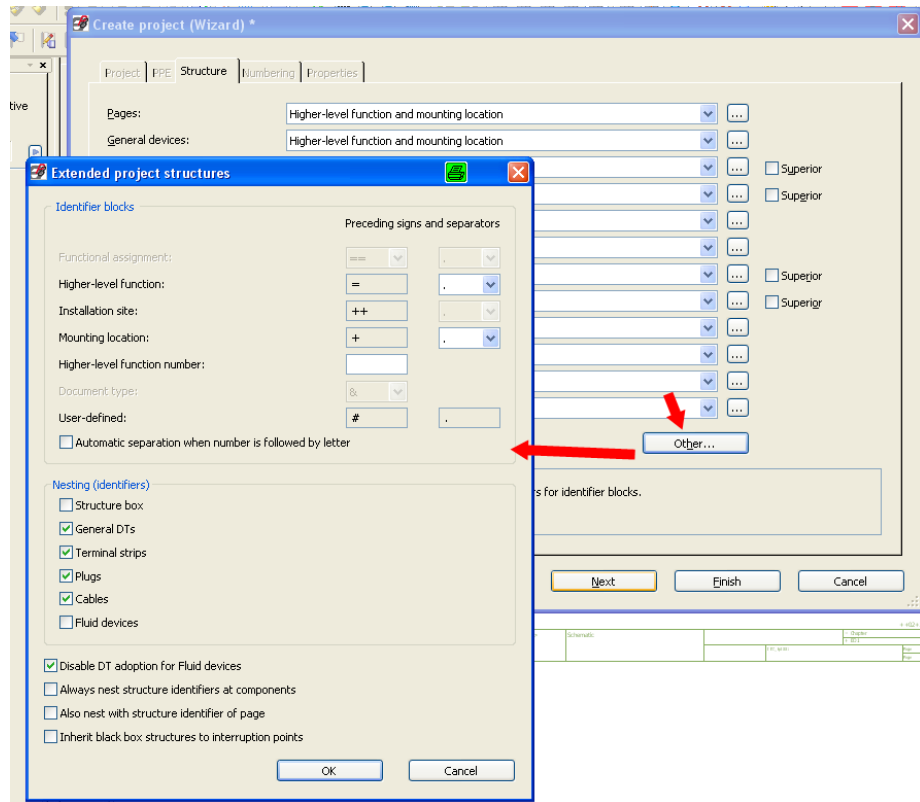 Create project (Wizard) *
Project PPE Structure Numbering Properties
tive
Pages: Higher-level function and mounting location ...
General devices: Higher-level function and mounting location ...
... Superior
... Superior
...
...
... Superior
... Superior
...
...
...
...
Other...
s for identifier blocks.
Next Finish Cancel
Extended project structures
Identifier blocks
Preceding signs and separators
Functional assignment: == .
Higher-level function: = .
Installation site: ++ .
Mounting location: + .
Higher-level function number:
Document type: &
User-defined: # .
Automatic separation when number is followed by letter
Nesting (identifiers)
Structure box
General DTs
Terminal strips
Plugs
Cables
Fluid devices
Disable DT adoption for Fluid devices
Always nest structure identifiers at components
Also nest with structure identifier of page
Inherit black box structures to interruption points
OK Cancel
Schematic